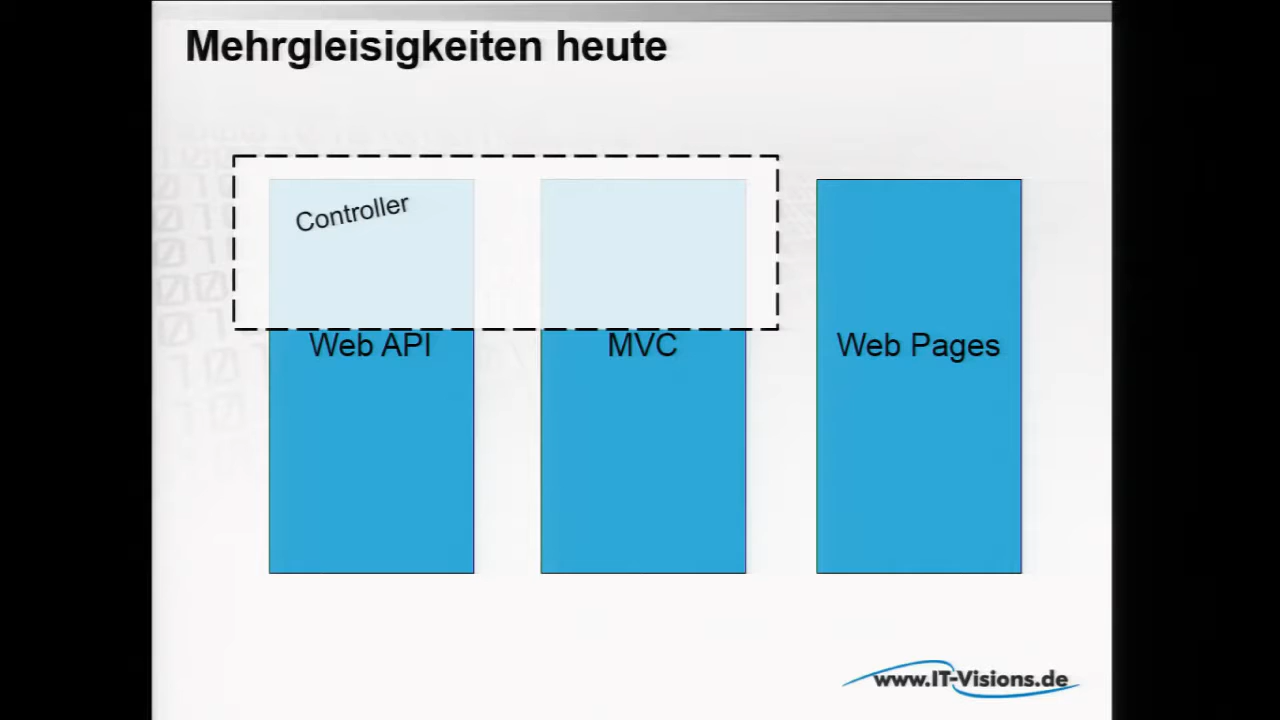 Mehrgleisigkeiten heute
Controller
Web API
MVC
Web Pages
www.IT-Visions.de